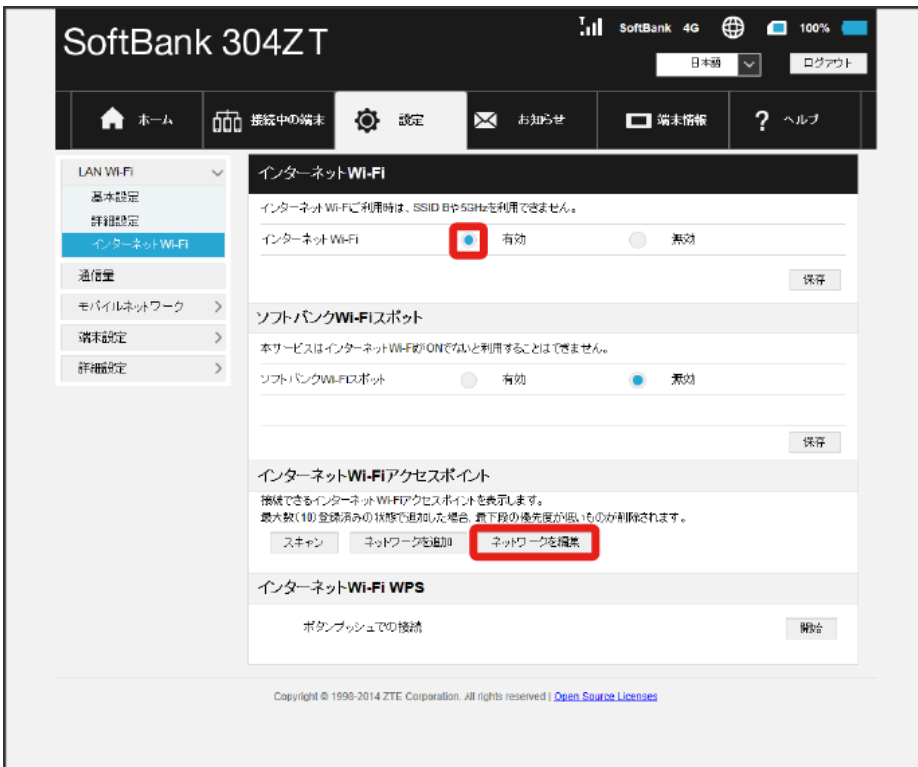 SoftBank 304ZT
SoftBank 4G 100%
日本語 ログアウト
ホーム 接続中の端末 設定 お知らせ 端末情報 ? ヘルプ
LAN Wi-Fi
基本設定
詳細設定
インターネットWi-Fi
通信量
モバイルネットワーク
端末設定
詳細設定
インターネットWi-Fi
インターネットWi-Fiご利用時は、SSID Bや5GHzを利用できません。
インターネットWi-Fi 有効 無効
保存
ソフトバンクWi-Fiスポット
本サービスはインターネットWi-FiがONでないと利用することはできません。
ソフトバンクWi-Fiスポット 有効 無効
保存
インターネットWi-Fiアクセスポイント
接続できるインターネットWi-Fiアクセスポイントを表示します。
最大数(10)登録済みの状態で追加した場合、最下段の優先度が低いものが削除されます。
スキャン ネットワークを追加 ネットワークを編集
インターネットWi-Fi WPS
ボタンプッシュでの接続 開始
Copyright © 1998-2014 ZTE Corporation. All rights reserved | Open Source Licenses